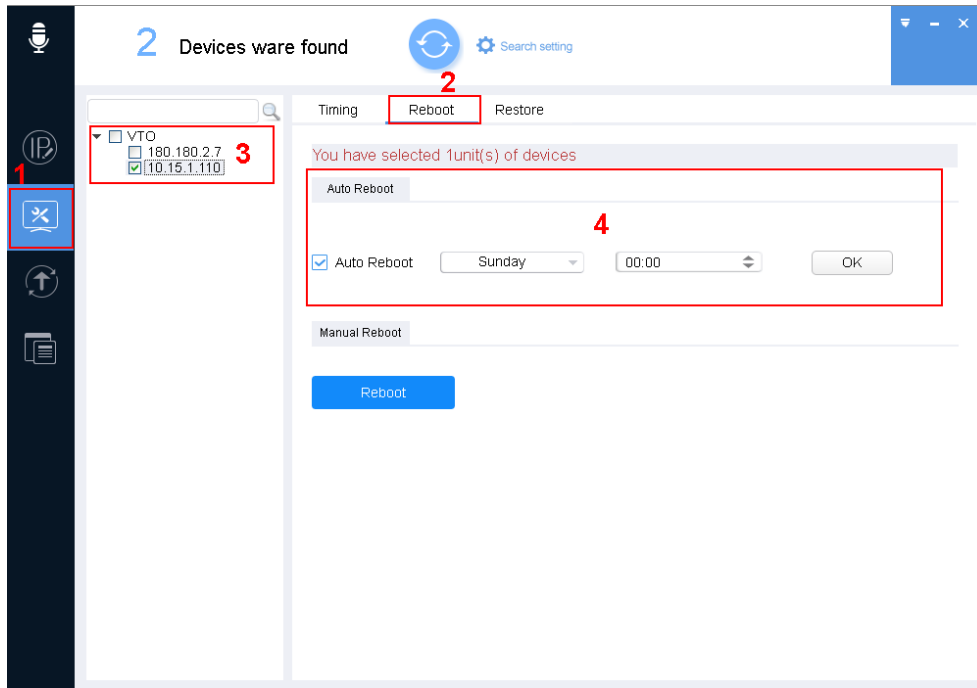 2 Devices ware found
Search setting
2
Timing Reboot Restore
VTO
180.180.2.7
10.15.1.110
3
IP
1
You have selected 1unit(s) of devices
Auto Reboot
4
Auto Reboot Sunday 00:00 OK
Manual Reboot
Reboot